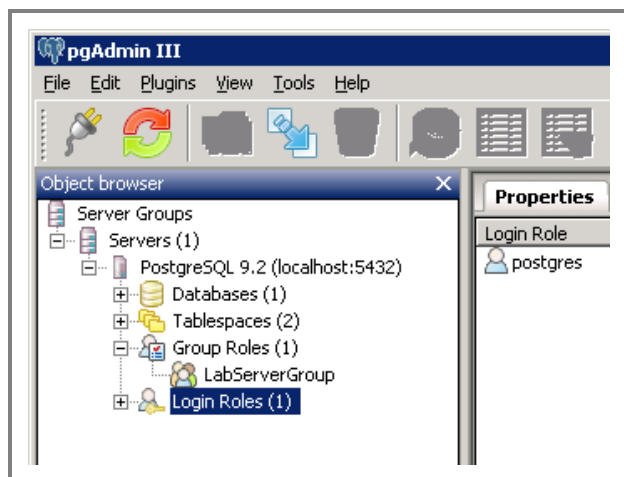 pgAdmin III
File Edit Plugins View Tools Help
Object browser
Server Groups
Servers (1)
PostgreSQL 9.2 (localhost:5432)
Databases (1)
Tablespaces (2)
Group Roles (1)
LabServerGroup
Login Roles (1)
Properties
Login Role
postgres